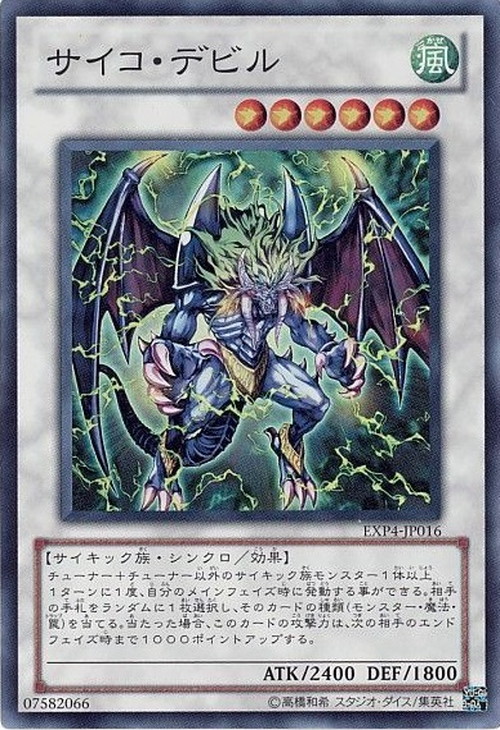 サイコ・デビル
風
EXP4-JP016
【サイキック族・シンクロ/効果】
チューナー+チューナー以外のサイキック族モンスター1体以上
1ターンに1度、自分のメインフェイズ時に発動する事ができる。相手
の手札をランダムに1枚選択し、そのカードの種類(モンスター・魔法・
罠)を当てる。当たった場合、このカードの攻撃力は、次の相手のエンド
フェイズ時まで1000ポイントアップする。
ATK/2400 DEF/1800
07582066
©高橋和希 スタジオ・ダイス/集英社